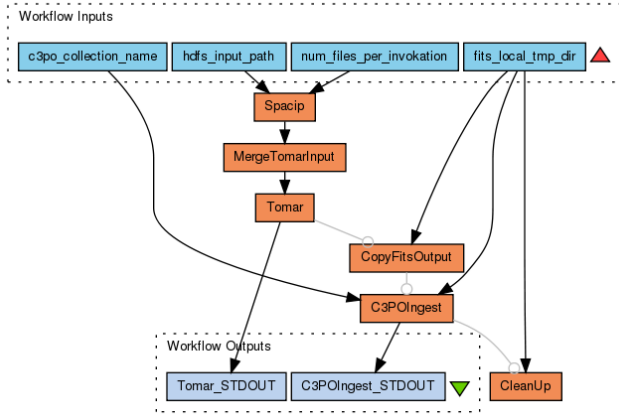 Workflow Inputs
c3po_collection_name
hdfs_input_path
num_files_per_invokation
fits_local_tmp_dir
Spacip
MergeTomarInput
Tomar
CopyFitsOutput
C3POIngest
Workflow Outputs
Tomar_STDOUT
C3POIngest_STDOUT
CleanUp